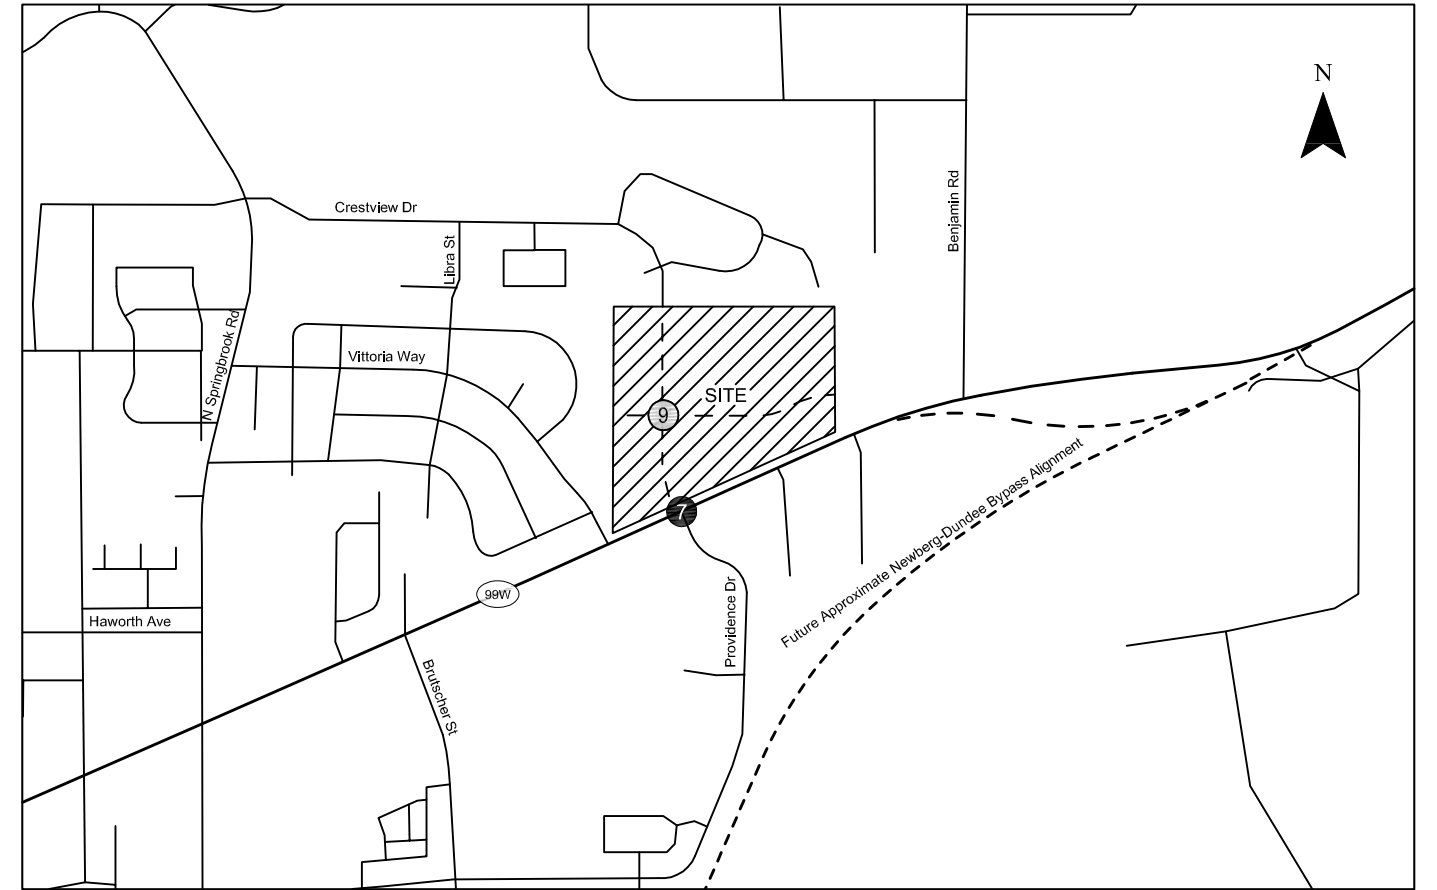 N
Crestview Dr
Benjamin Rd
Libra St
N Springbrook Rd
Vittoria Way
SITE
9
7
Future Approximate Newberg-Dundee Bypass Alignment
99W
Providence Dr
Haworth Ave
Brutscher St